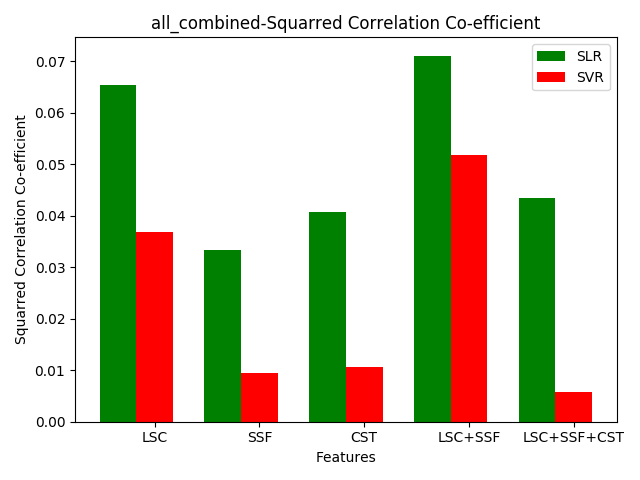 all_combined-Squarred Correlation Co-efficient
SLR
SVR
Squarred Correlation Co-efficient
0.07
0.06
0.05
0.04
0.03
0.02
0.01
0.00
LSC
SSF
CST
LSC+SSF
LSC+SSF+CST
Features